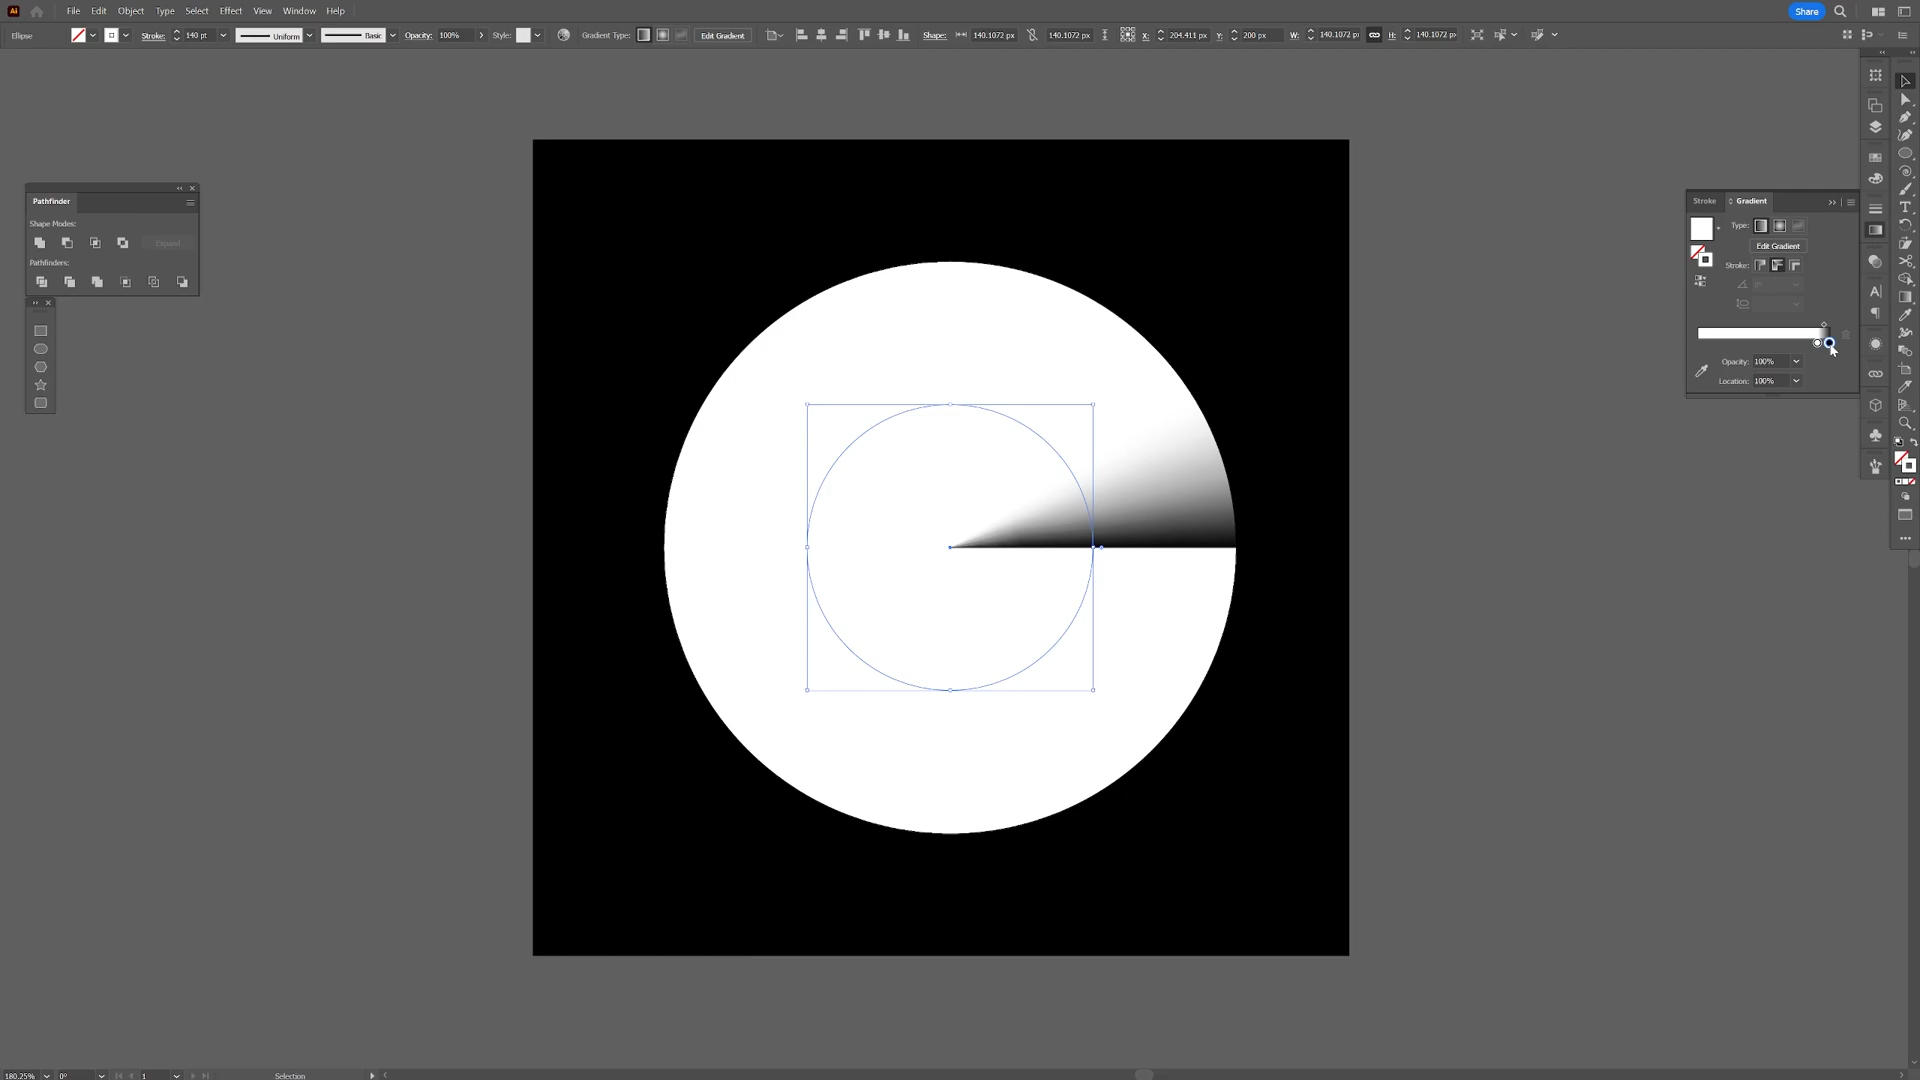 Ai File Edit Object Type Select Effect View Window Help Share
Ellipse Stroke: 140 pt Uniform Basic Opacity: 100% Style: Gradient Type: Edit Gradient Shape: 140.1072 px 140.1072 px X: 204.411 px Y: 200 px W: 140.1072 p H: 140.1072 p
Pathfinder
Shape Modes:
Expand
Pathfinders:
Stroke Gradient
Type:
Edit Gradient
Stroke:
0°
Opacity: 100%
Location: 100%
180.25% 0° 1 Selection